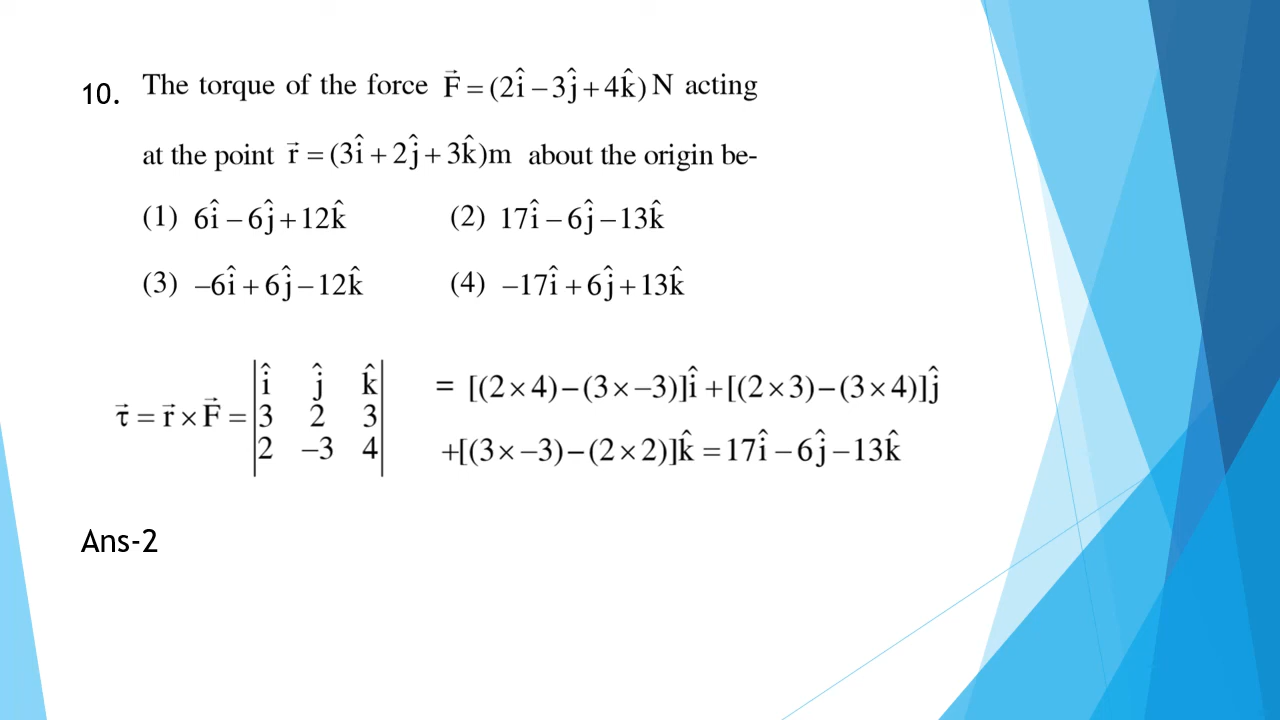 10. The torque of the force F⃗ = (2î – 3ĵ + 4k̂) N acting
at the point r⃗ = (3î + 2ĵ + 3k̂)m about the origin be-
(1) 6î – 6ĵ + 12k̂ (2) 17î – 6ĵ – 13k̂
(3) –6î + 6ĵ – 12k̂ (4) –17î + 6ĵ + 13k̂
τ⃗ = r⃗ × F⃗ = |î ĵ k̂|
|3 2 3|
|2 –3 4|
= [(2 × 4) – (3 × –3)]î + [(2 × 3) – (3 × 4)]ĵ
+[(3 × –3) – (2 × 2)]k̂ = 17î – 6ĵ – 13k̂
Ans-2